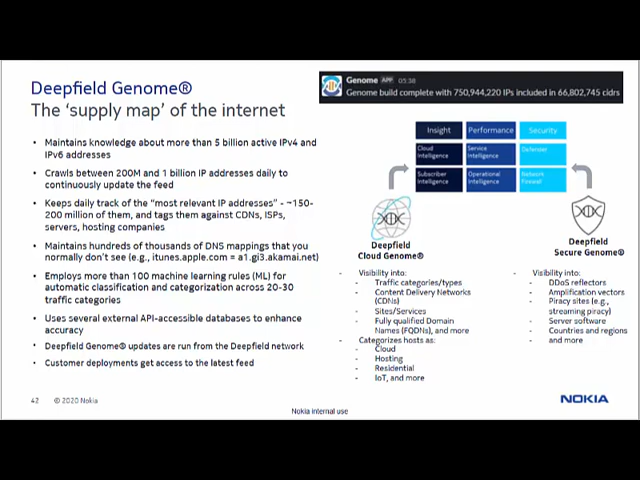 Deepfield Genome®
The 'supply map' of the internet
Genome APP 05:38
Genome build complete with 750,944,220 IPs included in 66,802,745 cidrs
• Maintains knowledge about more than 5 billion active IPv4 and
IPv6 addresses
• Crawls between 200M and 1 billion IP addresses daily to
continuously update the feed
• Keeps daily track of the "most relevant IP addresses" - ~150-
200 million of them, and tags them against CDNs, ISPs,
servers, hosting companies
• Maintains hundreds of thousands of DNS mappings that you
normally don't see (e.g., itunes.apple.com = a1.gi3.akamai.net)
• Employs more than 100 machine learning rules (ML) for
automatic classification and categorization across 20-30
traffic categories
• Uses several external API-accessible databases to enhance
accuracy
• Deepfield Genome® updates are run from the Deepfield network
• Customer deployments get access to the latest feed
Insight Performance Security
Cloud
Intelligence
Service
Intelligence
Defender
Subscriber
Intelligence
Operational
Intelligence
Network
Firewall
Deepfield
Cloud Genome®
- Visibility into:
- Traffic categories/types
- Content Delivery Networks
(CDNs)
- Sites/Services
- Fully qualified Domain
Names (FQDNs), and more
- Categorizes hosts as:
- Cloud
- Hosting
- Residential
- IoT, and more
Deepfield
Secure Genome®
- Visibility into:
- DDoS reflectors
- Amplification vectors
- Piracy sites (e.g.,
streaming piracy)
- Server software
- Countries and regions
- and more
42 © 2020 Nokia
Nokia internal use
NOKIA